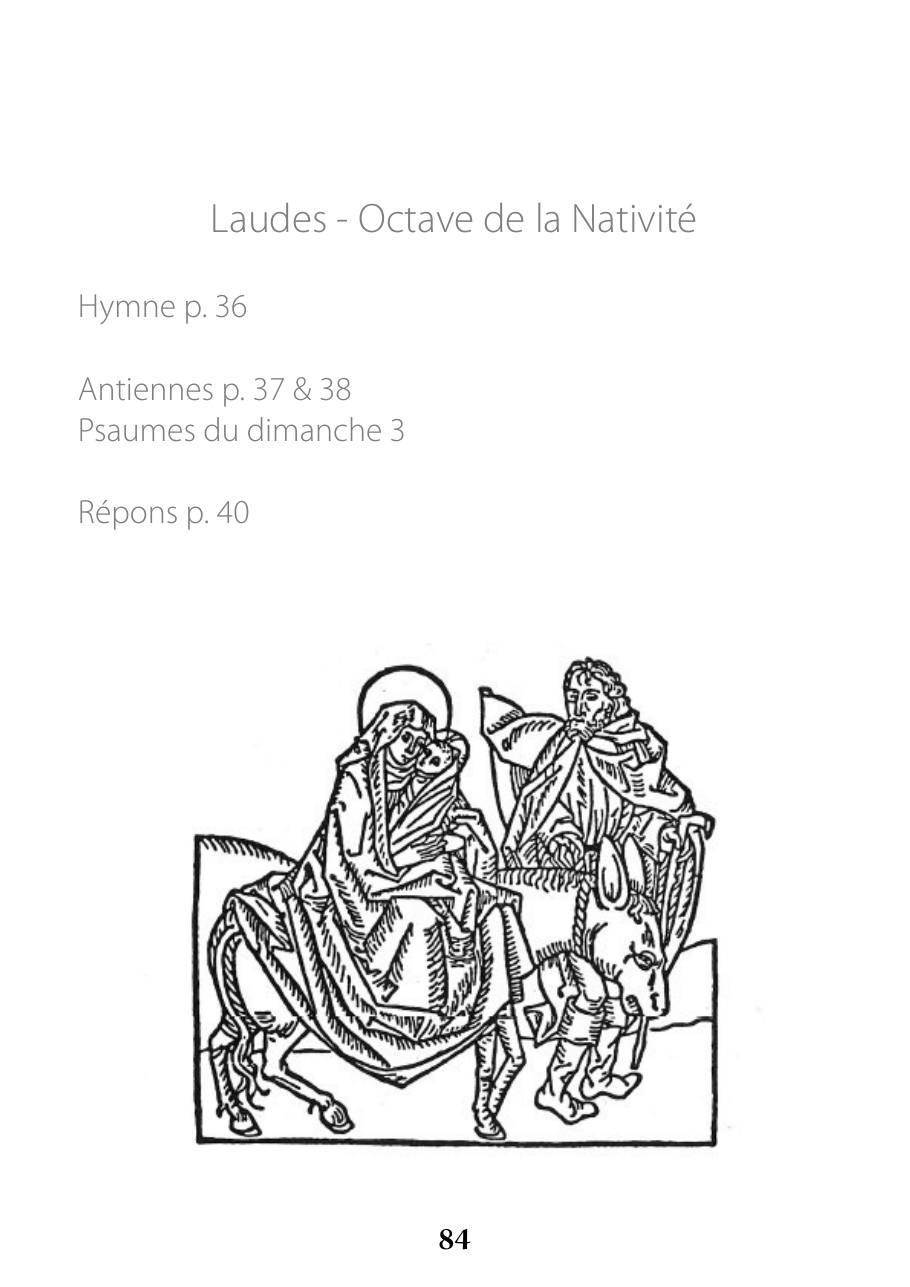 Laudes - Octave de la Nativité
Hymne p. 36
Antiennes p. 37 & 38
Psaumes du dimanche 3
Répons p. 40
84